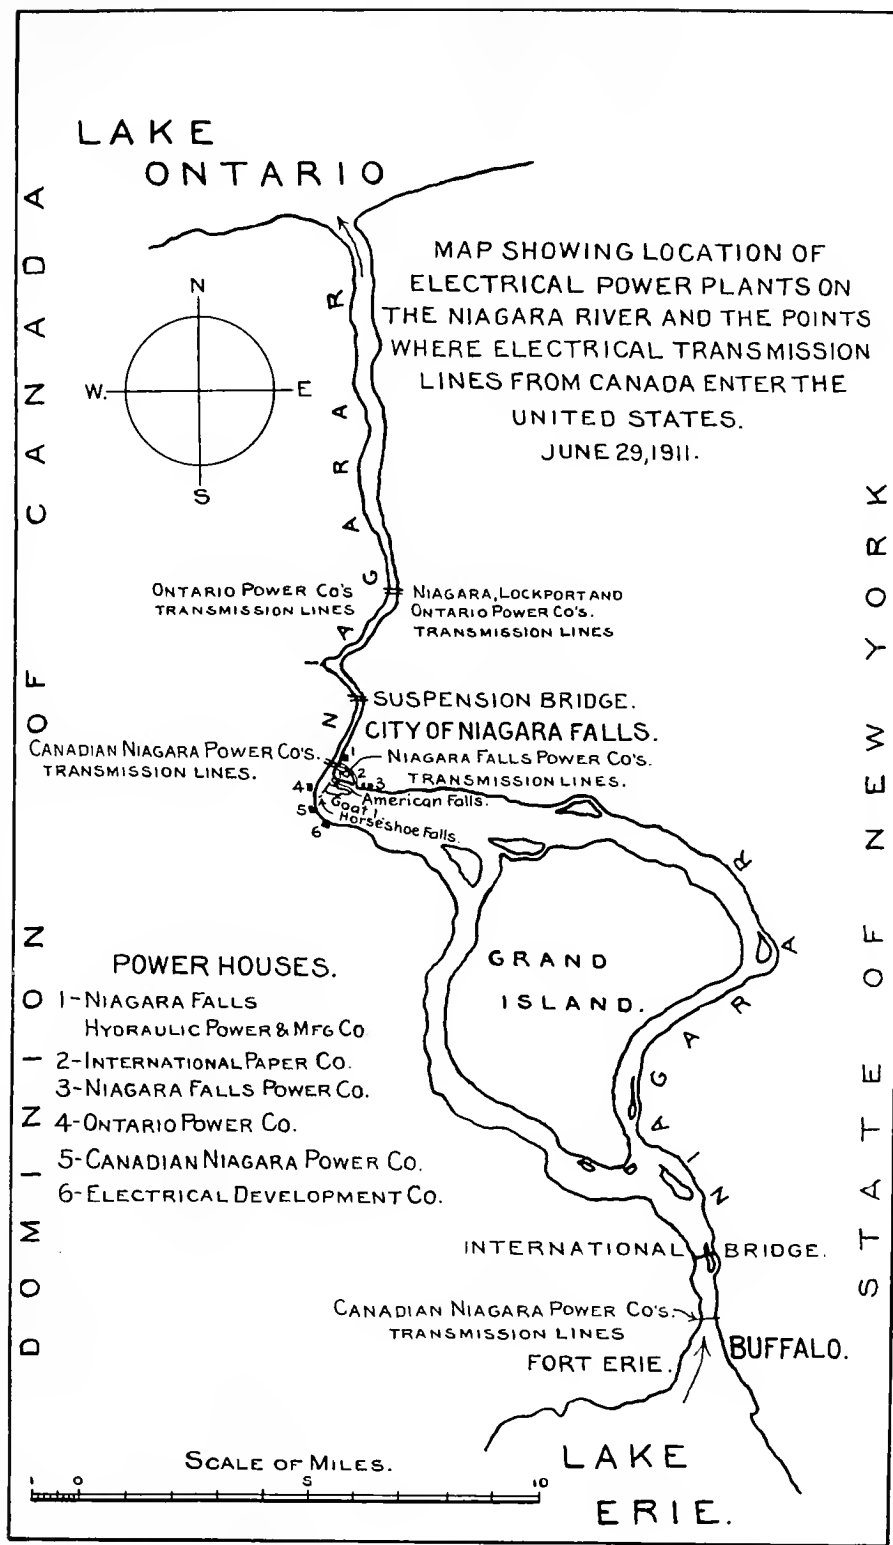 LAKE
ONTARIO
MAP SHOWING LOCATION OF
ELECTRICAL POWER PLANTS ON
THE NIAGARA RIVER AND THE POINTS
WHERE ELECTRICAL TRANSMISSION
LINES FROM CANADA ENTER THE
UNITED STATES.
JUNE 29, 1911.
N
W.
E
S
DOMINION OF CANADA
STATE OF NEW YORK
NIAGARA R
ONTARIO POWER CO'S
TRANSMISSION LINES
NIAGARA, LOCKPORT AND
ONTARIO POWER CO'S.
TRANSMISSION LINES
SUSPENSION BRIDGE.
CITY OF NIAGARA FALLS.
CANADIAN NIAGARA POWER CO'S.
TRANSMISSION LINES.
NIAGARA FALLS POWER CO'S.
TRANSMISSION LINES.
1
2
3
4
5
6
American Falls.
Goat I.
Horseshoe Falls.
GRAND
ISLAND.
NIAGARA R
POWER HOUSES.
1-NIAGARA FALLS
HYDRAULIC POWER & MFG CO
2-INTERNATIONAL PAPER CO.
3-NIAGARA FALLS POWER CO.
4-ONTARIO POWER CO.
5-CANADIAN NIAGARA POWER CO.
6-ELECTRICAL DEVELOPMENT CO.
INTERNATIONAL BRIDGE.
CANADIAN NIAGARA POWER CO'S.
TRANSMISSION LINES
FORT ERIE.
BUFFALO.
LAKE
ERIE.
SCALE OF MILES.
1 0 5 10